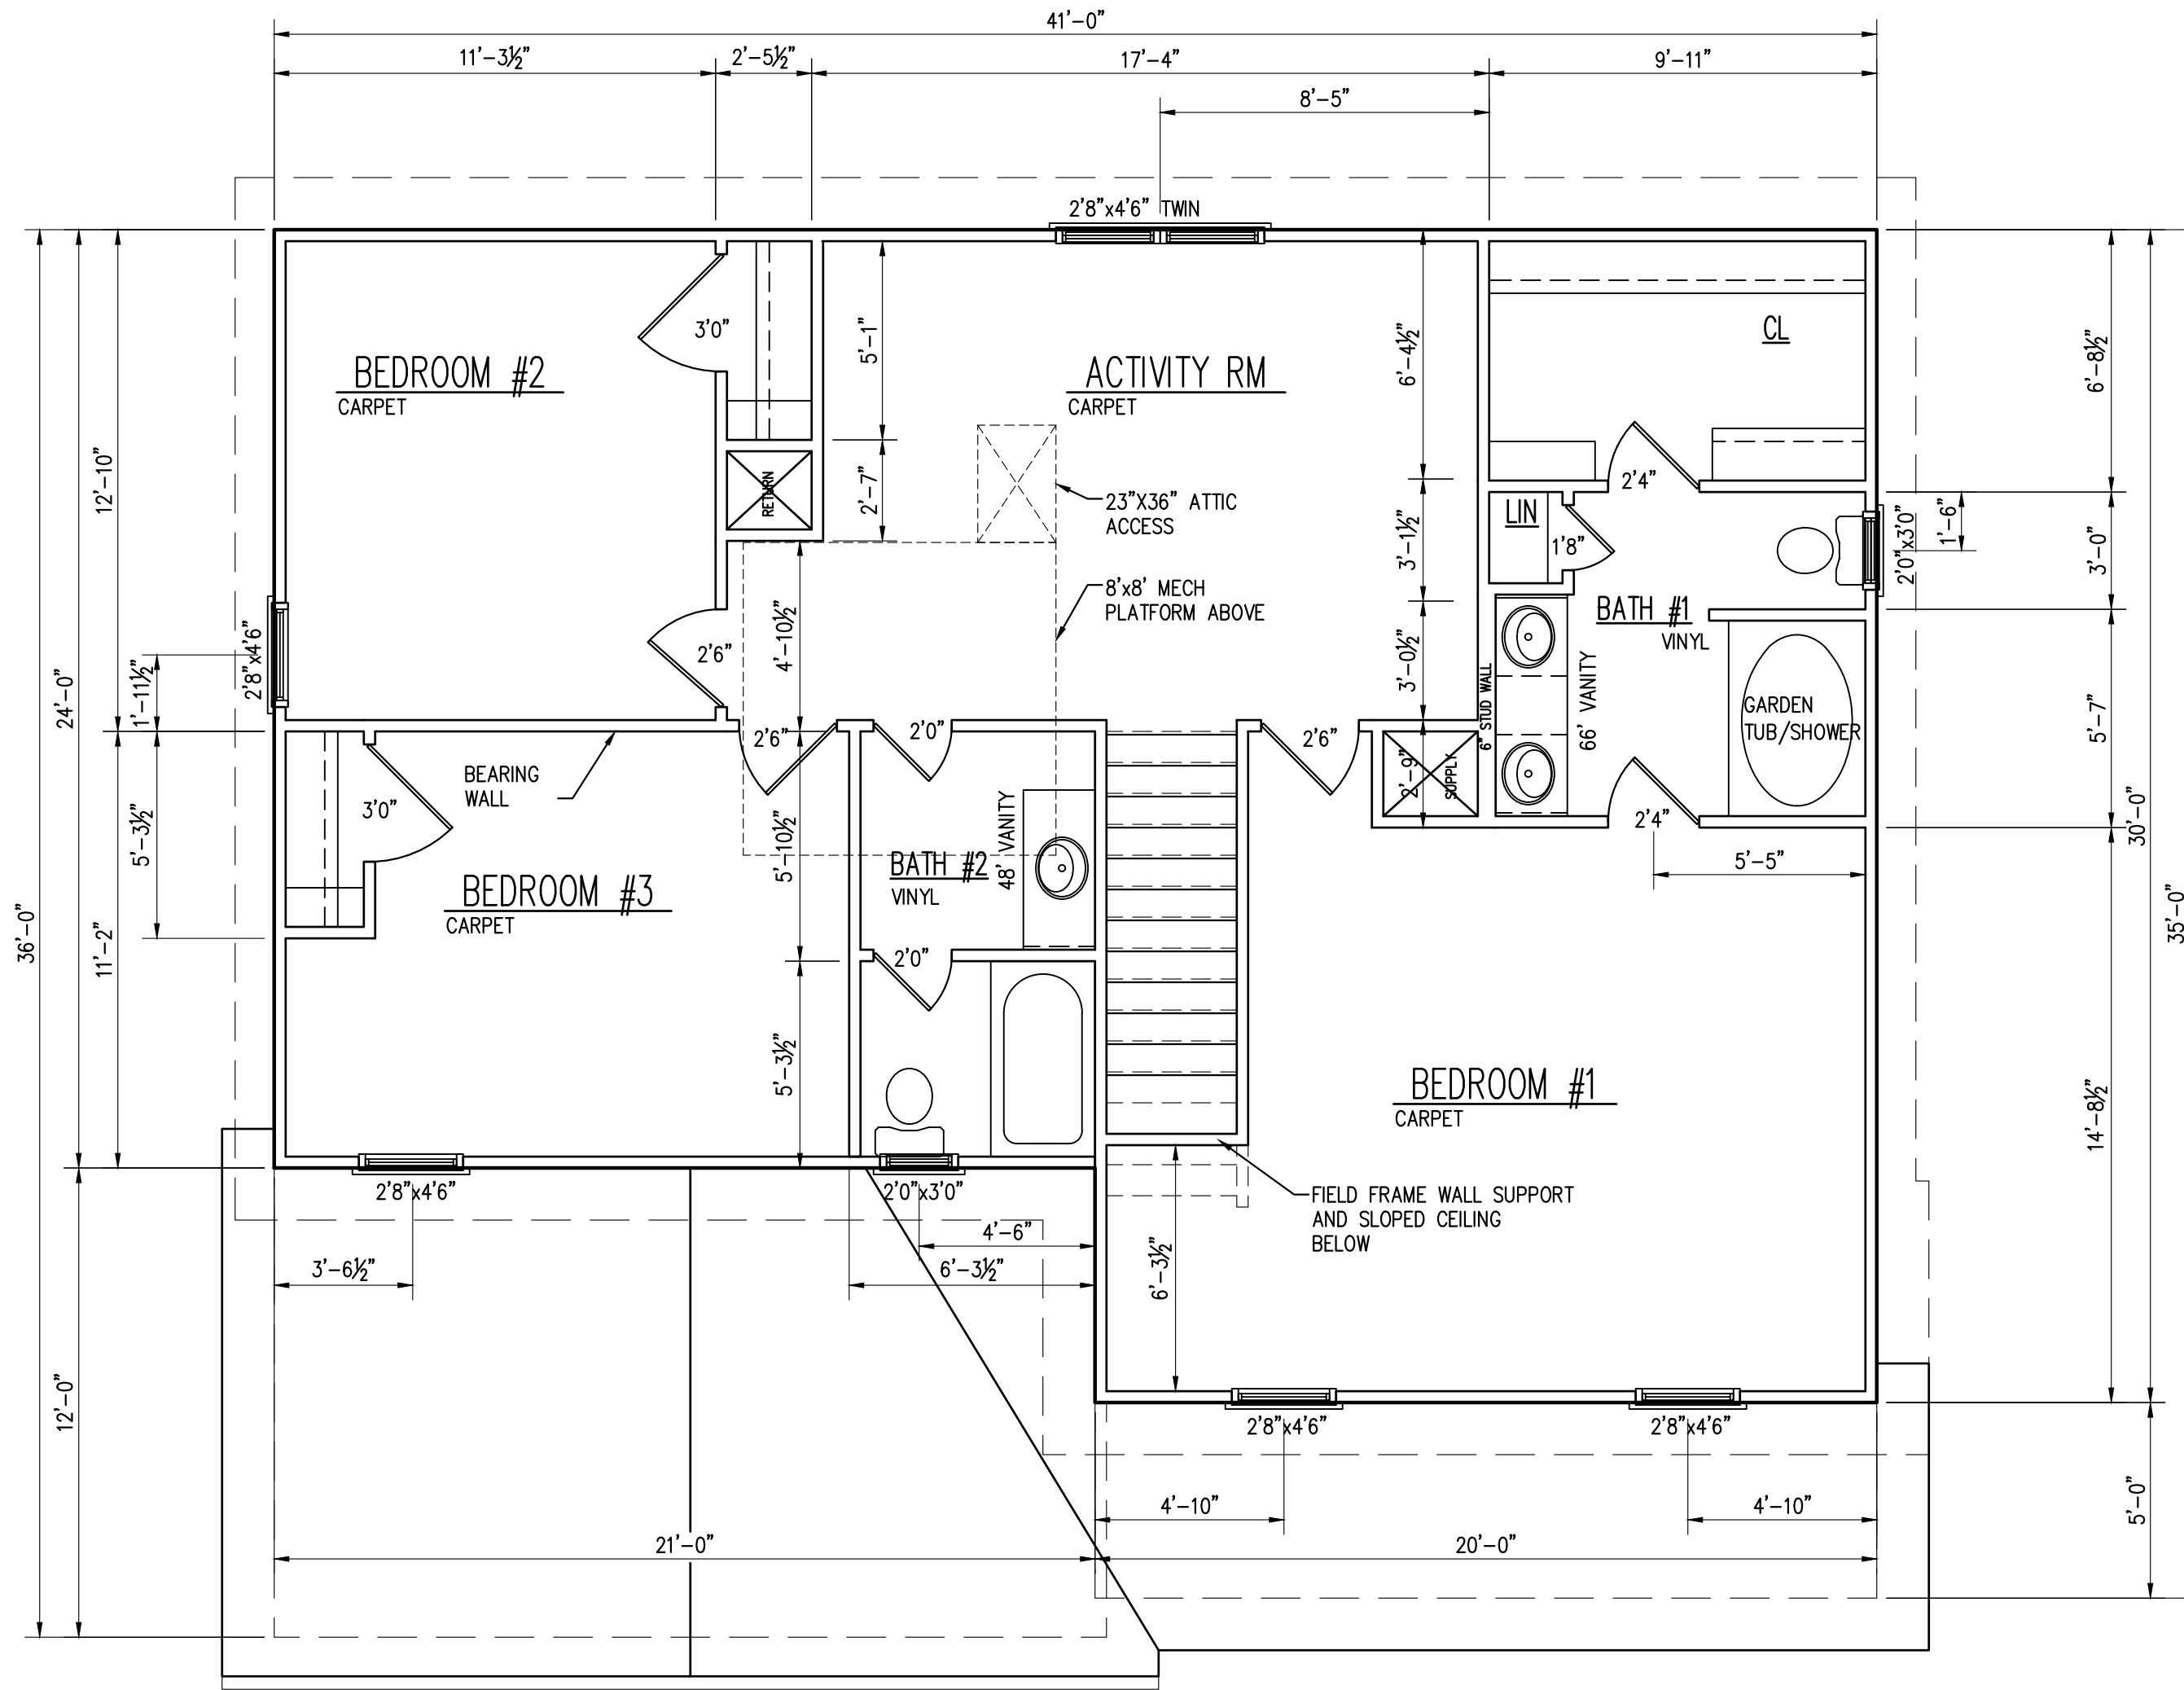 41'-0"
11'-3½" 2'-5½" 17'-4" 9'-11"
8'-5"
2'8"x4'6" TWIN
3'0"
5'-1"
6'-4½"
CL
6'-8½"
BEDROOM #2
CARPET
ACTIVITY RM
CARPET
12'-10"
RETURN
2'-7"
23"X36" ATTIC
ACCESS
3'-1½"
LIN
1'8"
2'4"
2'0"x3'0"
1'-6"
3'-0"
8'x8' MECH
PLATFORM ABOVE
BATH #1
VINYL
24'-0"
1'-11½"
2'8"x4'6"
2'6"
4'-10½"
3'-0½"
6" STUD WALL
66' VANITY
GARDEN
TUB/SHOWER
5'-7"
2'6"
2'0"
2'6"
2'-9"
SUPPLY
BEARING
WALL
3'0"
5'-3½"
5'-10½"
48' VANITY
2'4"
30'-0"
5'-5"
BATH #2
VINYL
BEDROOM #3
CARPET
36'-0"
11'-2"
2'0"
35'-0"
5'-3½"
BEDROOM #1
CARPET
14'-8½"
2'8"x4'6"
2'0"x3'0"
FIELD FRAME WALL SUPPORT
AND SLOPED CEILING
BELOW
4'-6"
3'-6½"
6'-3½"
6'-3½"
12'-0"
2'8"x4'6"
2'8"x4'6"
4'-10"
4'-10"
5'-0"
21'-0"
20'-0"